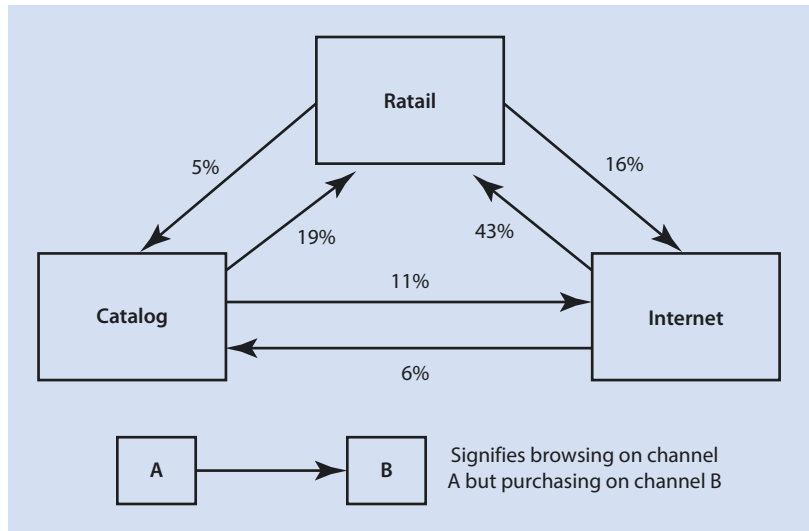 Ratail
5%
16%
19%
43%
Catalog
11%
Internet
6%
A
B
Signifies browsing on channel
A but purchasing on channel B